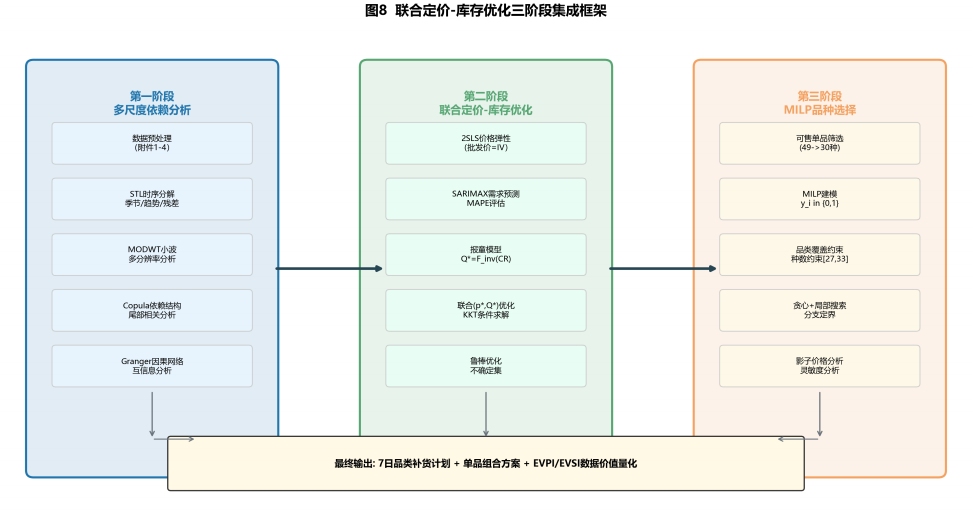 图8 联合定价-库存优化三阶段集成框架
第一阶段
多尺度依赖分析
数据预处理
(附件1-4)
STL时序分解
季节/趋势/残差
MODWT小波
多分辨率分析
Copula依赖结构
尾部相关分析
Granger因果网络
互信息分析
第二阶段
联合定价-库存优化
2SLS价格弹性
(批发价=IV)
SARIMAX需求预测
MAPE评估
报童模型
Q*=F_inv(CR)
联合(p*,Q*)优化
KKT条件求解
鲁棒优化
不确定集
第三阶段
MILP品种选择
可售单品筛选
(49->30种)
MILP建模
y_i in {0,1}
品类覆盖约束
种数约束[27,33]
贪心+局部搜索
分支定界
影子价格分析
灵敏度分析
最终输出: 7日品类补货计划 + 单品组合方案 + EVPI/EVSI数据价值量化